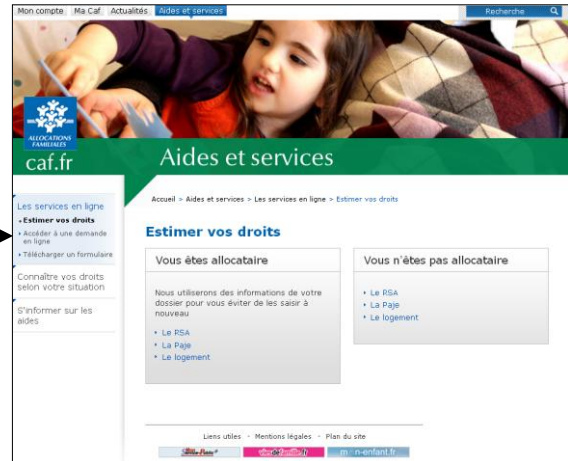 Mon compte Ma Caf Actualités Aides et services Recherche
ALLOCATIONS
FAMILIALES
caf.fr
Aides et services
Accueil > Aides et services > Les services en ligne > Estimer vos droits
Les services en ligne
Estimer vos droits
Accéder à une demande
en ligne
Télécharger un formulaire
Connaître vos droits
selon votre situation
S'informer sur les
aides
Estimer vos droits
Vous êtes allocataire
Nous utiliserons des informations de votre
dossier pour vous éviter de les saisir à
nouveau
Le RSA
La Paje
Le logement
Vous n'êtes pas allocataire
Le RSA
La Paje
Le logement
Liens utiles - Mentions légales - Plan du site
mon-enfant.fr